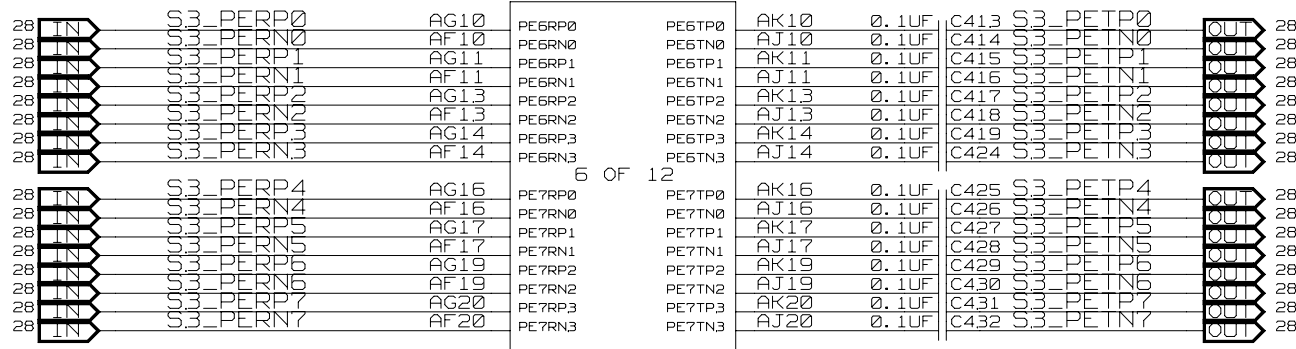 28 IN S3_PERP0 AG10 PE6RP0 PE6TP0 AK10 0.1UF C413 S3_PETP0 OUT 28
28 IN S3_PERN0 AF10 PE6RN0 PE6TN0 AJ10 0.1UF C414 S3_PETN0 OUT 28
28 IN S3_PERP1 AG11 PE6RP1 PE6TP1 AK11 0.1UF C415 S3_PETP1 OUT 28
28 IN S3_PERN1 AF11 PE6RN1 PE6TN1 AJ11 0.1UF C416 S3_PETN1 OUT 28
28 IN S3_PERP2 AG13 PE6RP2 PE6TP2 AK13 0.1UF C417 S3_PETP2 OUT 28
28 IN S3_PERN2 AF13 PE6RN2 PE6TN2 AJ13 0.1UF C418 S3_PETN2 OUT 28
28 IN S3_PERP3 AG14 PE6RP3 PE6TP3 AK14 0.1UF C419 S3_PETP3 OUT 28
28 IN S3_PERN3 AF14 PE6RN3 PE6TN3 AJ14 0.1UF C424 S3_PETN3 OUT 28
6 OF 12
28 IN S3_PERP4 AG16 PE7RP0 PE7TP0 AK16 0.1UF C425 S3_PETP4 OUT 28
28 IN S3_PERN4 AF16 PE7RN0 PE7TN0 AJ16 0.1UF C426 S3_PETN4 OUT 28
28 IN S3_PERP5 AG17 PE7RP1 PE7TP1 AK17 0.1UF C427 S3_PETP5 OUT 28
28 IN S3_PERN5 AF17 PE7RN1 PE7TN1 AJ17 0.1UF C428 S3_PETN5 OUT 28
28 IN S3_PERP6 AG19 PE7RP2 PE7TP2 AK19 0.1UF C429 S3_PETP6 OUT 28
28 IN S3_PERN6 AF19 PE7RN2 PE7TN2 AJ19 0.1UF C430 S3_PETN6 OUT 28
28 IN S3_PERP7 AG20 PE7RP3 PE7TP3 AK20 0.1UF C431 S3_PETP7 OUT 28
28 IN S3_PERN7 AF20 PE7RN3 PE7TN3 AJ20 0.1UF C432 S3_PETN7 OUT 28